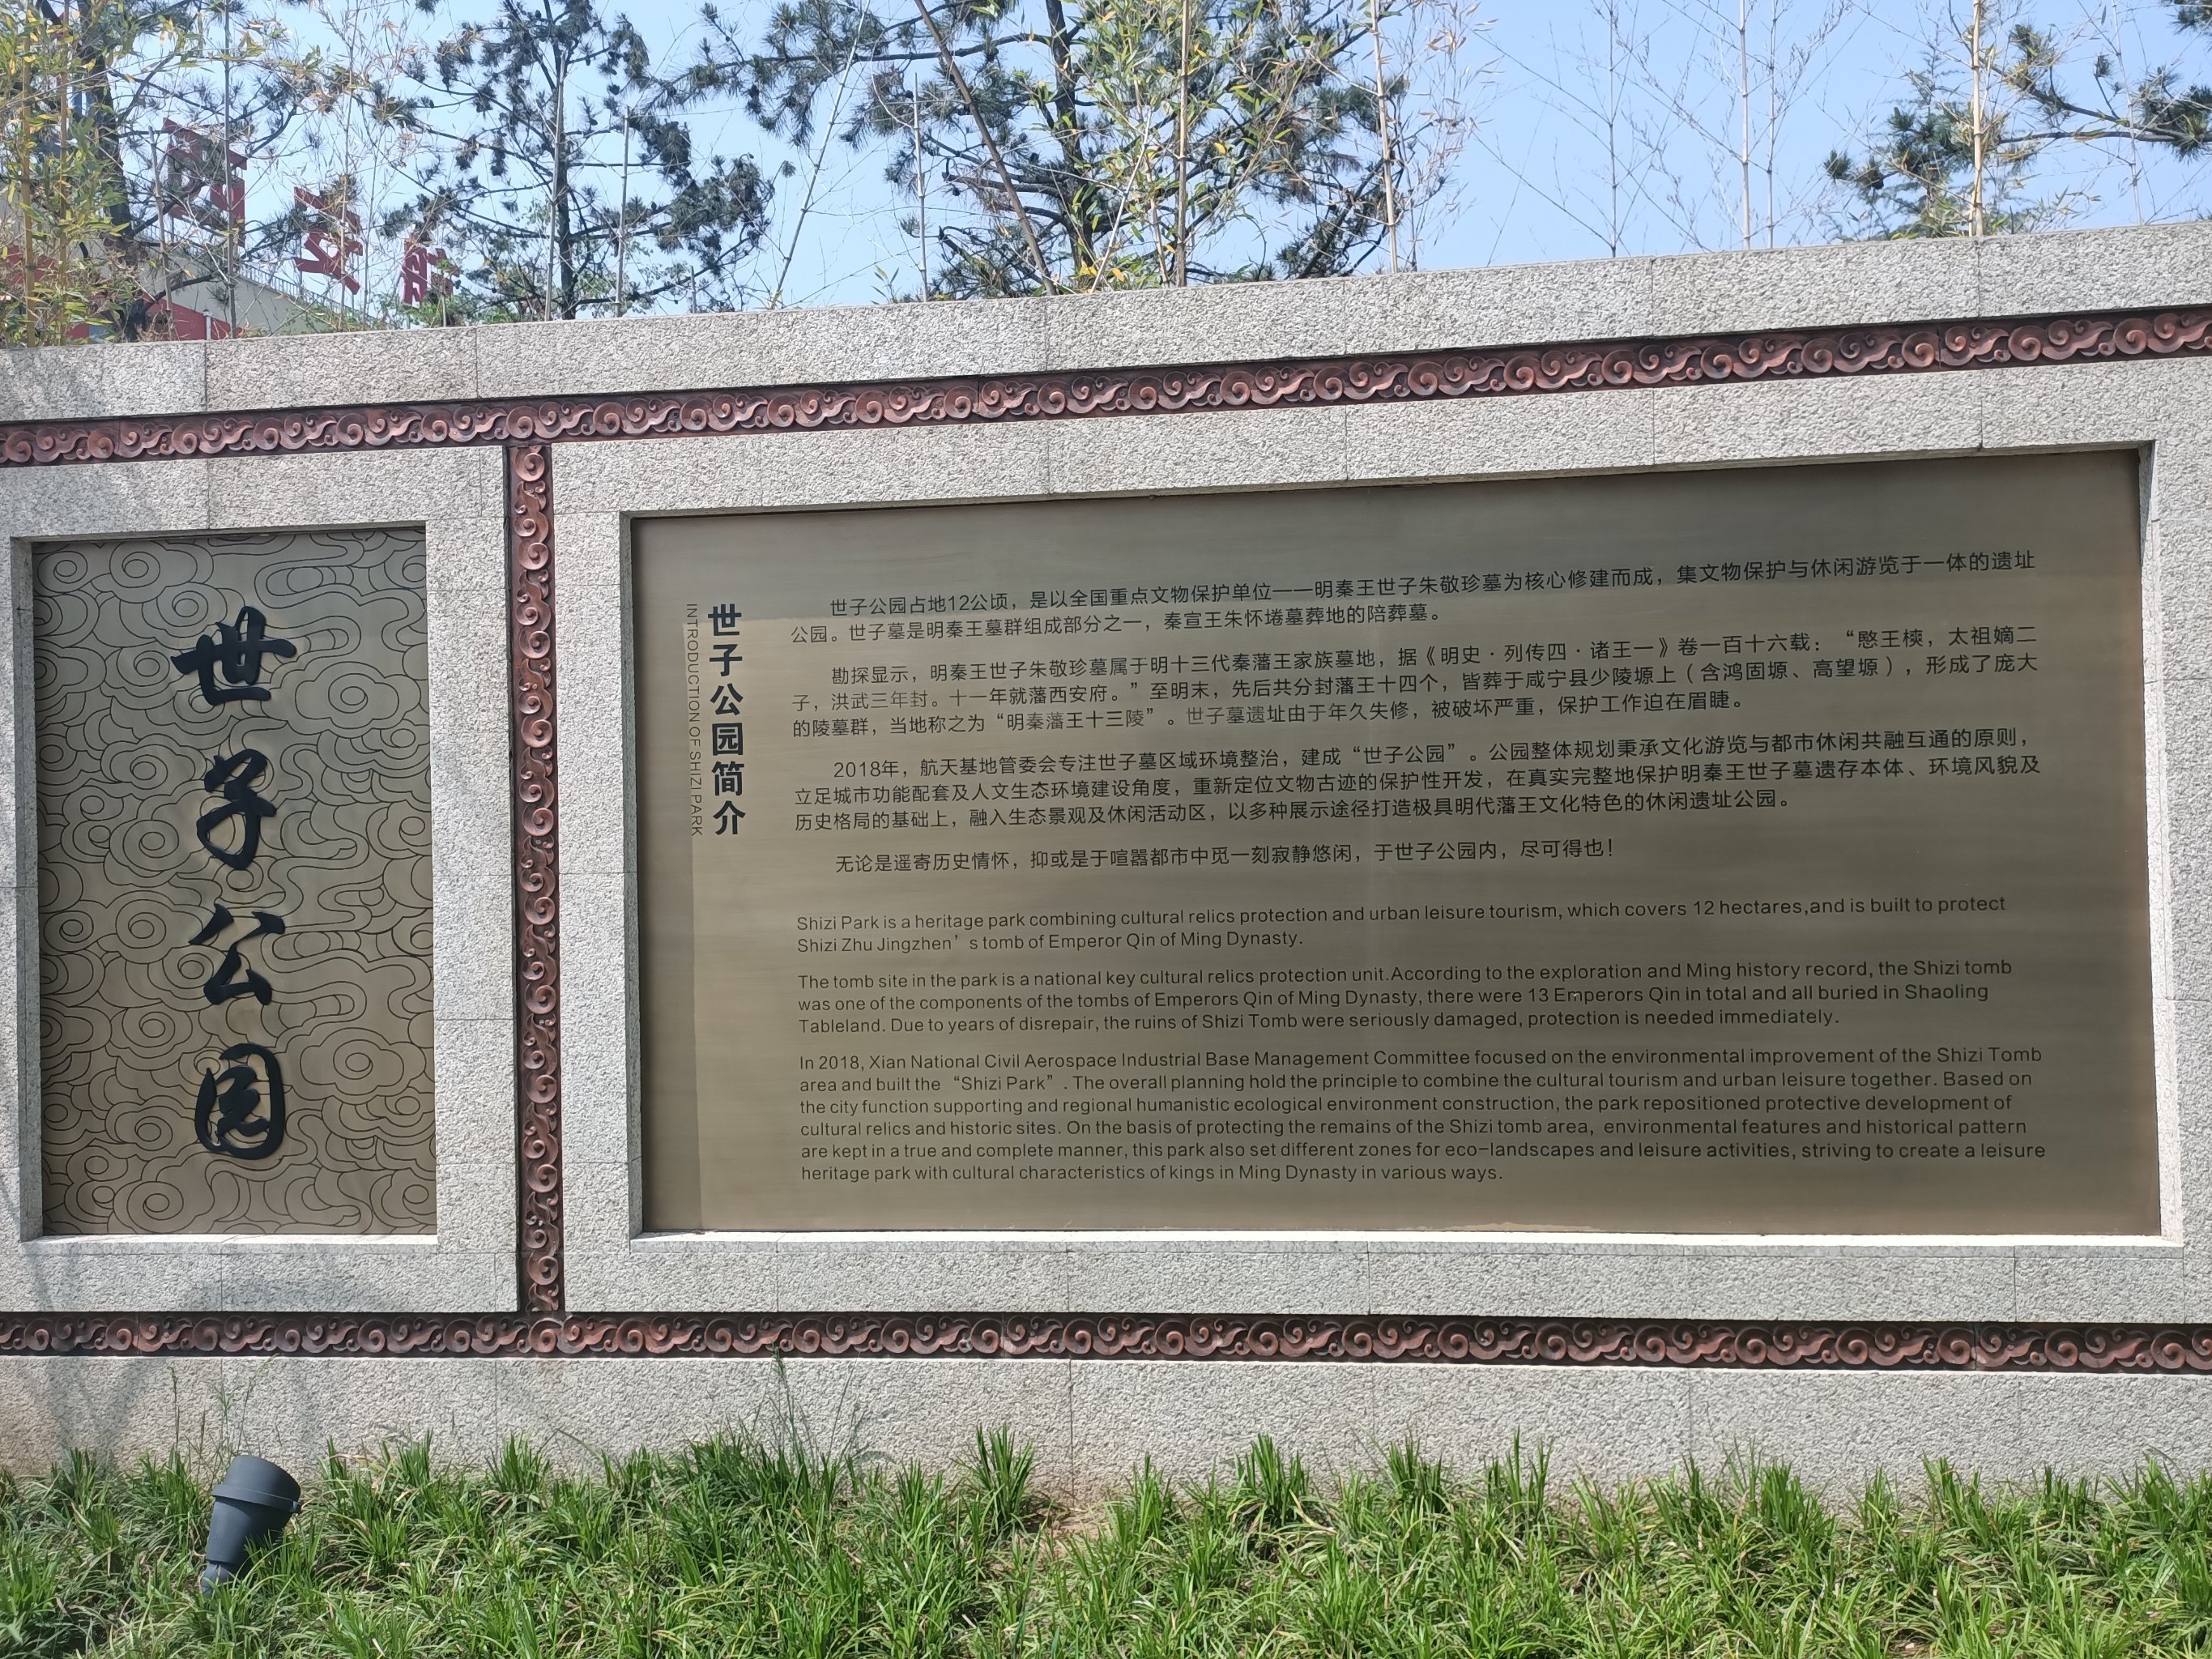 西安航
世子公园
世子公园简介
INTRODUCTION OF SHIZI PARK
世子公园占地12公顷，是以全国重点文物保护单位——明秦王世子朱敬珍墓为核心修建而成，集文物保护与休闲游览于一体的遗址
公园。世子墓是明秦王墓群组成部分之一，秦宣王朱怀埢墓葬地的陪葬墓。
勘探显示，明秦王世子朱敬珍墓属于明十三代秦藩王家族墓地，据《明史·列传四·诸王一》卷一百十六载：“愍王樉，太祖嫡二
子，洪武三年封。十一年就藩西安府。”至明末，先后共分封藩王十四个，皆葬于咸宁县少陵塬上（含鸿固塬、高望塬），形成了庞大
的陵墓群，当地称之为“明秦藩王十三陵”。世子墓遗址由于年久失修，被破坏严重，保护工作迫在眉睫。
2018年，航天基地管委会专注世子墓区域环境整治，建成“世子公园”。公园整体规划秉承文化游览与都市休闲共融互通的原则，
立足城市功能配套及人文生态环境建设角度，重新定位文物古迹的保护性开发，在真实完整地保护明秦王世子墓遗存本体、环境风貌及
历史格局的基础上，融入生态景观及休闲活动区，以多种展示途径打造极具明代藩王文化特色的休闲遗址公园。
无论是遥寄历史情怀，抑或是于喧嚣都市中觅一刻寂静悠闲，于世子公园内，尽可得也！
Shizi Park is a heritage park combining cultural relics protection and urban leisure tourism, which covers 12 hectares,and is built to protect
Shizi Zhu Jingzhen’s tomb of Emperor Qin of Ming Dynasty.
The tomb site in the park is a national key cultural relics protection unit.According to the exploration and Ming history record, the Shizi tomb
was one of the components of the tombs of Emperors Qin of Ming Dynasty, there were 13 Emperors Qin in total and all buried in Shaoling
Tableland. Due to years of disrepair, the ruins of Shizi Tomb were seriously damaged, protection is needed immediately.
In 2018, Xian National Civil Aerospace Industrial Base Management Committee focused on the environmental improvement of the Shizi Tomb
area and built the “Shizi Park”. The overall planning hold the principle to combine the cultural tourism and urban leisure together. Based on
the city function supporting and regional humanistic ecological environment construction, the park repositioned protective development of
cultural relics and historic sites. On the basis of protecting the remains of the Shizi tomb area, environmental features and historical pattern
are kept in a true and complete manner, this park also set different zones for eco-landscapes and leisure activities, striving to create a leisure
heritage park with cultural characteristics of kings in Ming Dynasty in various ways.